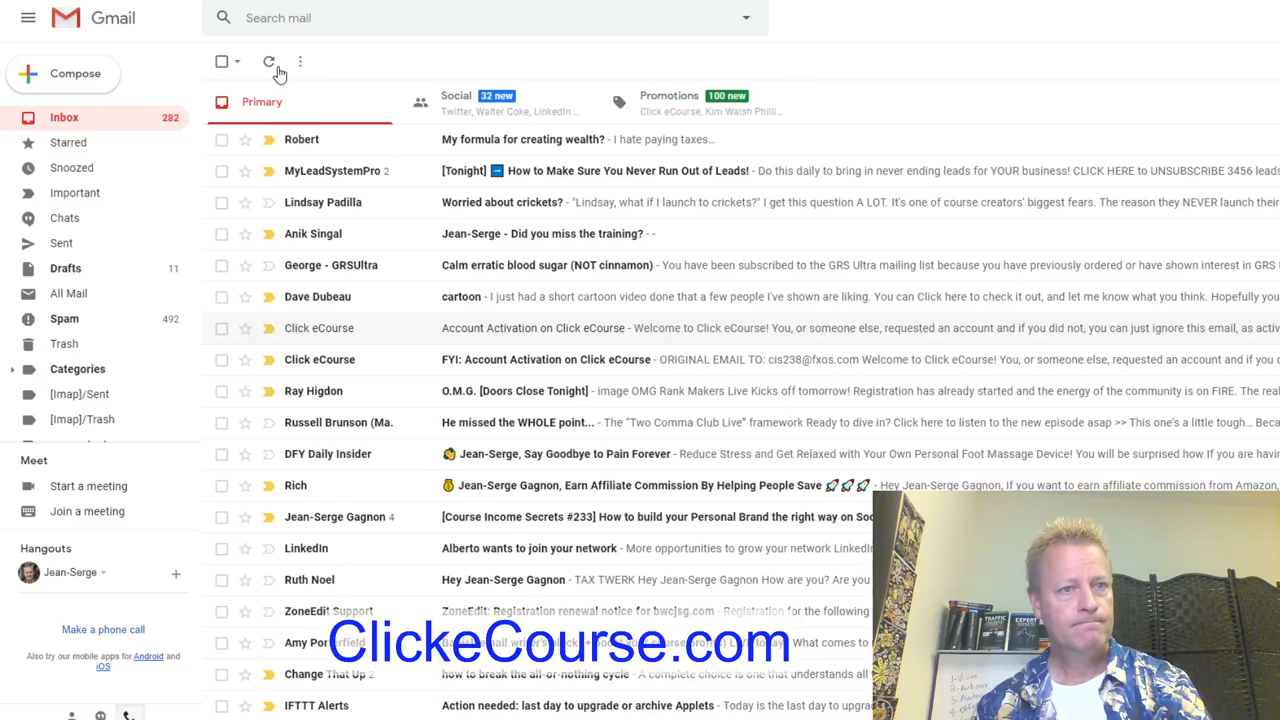 Gmail
Search mail
Compose
Primary
Social 32 new
Twitter, Walter Coke, LinkedIn ...
Promotions 100 new
Click eCourse, Kim Walsh Philli...
Inbox 282
Starred
Snoozed
Important
Chats
Sent
Drafts 11
All Mail
Spam 492
Trash
Categories
[Imap]/Sent
[Imap]/Trash
Meet
Start a meeting
Join a meeting
Hangouts
Jean-Serge
Make a phone call
Also try our mobile apps for Android and
iOS
Robert My formula for creating wealth? - I hate paying taxes…
MyLeadSystemPro 2 [Tonight] ➡ How to Make Sure You Never Run Out of Leads! - Do this daily to bring in never ending leads for YOUR business! CLICK HERE to UNSUBSCRIBE 3456 leads
Lindsay Padilla Worried about crickets? - "Lindsay, what if I launch to crickets?" I get this question A LOT. It's one of course creators' biggest fears. The reason they NEVER launch their
Anik Singal Jean-Serge - Did you miss the training? - -
George - GRSUltra Calm erratic blood sugar (NOT cinnamon) - You have been subscribed to the GRS Ultra mailing list because you have previously ordered or have shown interest in GR
Dave Dubeau cartoon - I just had a short cartoon video done that a few people I've shown are liking. You can Click here to check it out, and let me know what you think. Hopefully yo
Click eCourse Account Activation on Click eCourse - Welcome to Click eCourse! You, or someone else, requested an account and if you did not, you can just ignore this email, as activ
Click eCourse FYI: Account Activation on Click eCourse - ORIGINAL EMAIL TO: cis238@fxos.com Welcome to Click eCourse! You, or someone else, requested an account and if you d
Ray Higdon O.M.G. [Doors Close Tonight] - image OMG Rank Makers Live Kicks off tomorrow! Registration has already started and the energy of the community is on FIRE. The real
Russell Brunson (Ma. He missed the WHOLE point... - The “Two Comma Club Live” framework Ready to dive in? Click here to listen to the new episode asap >> This one's a little tough... Beca
DFY Daily Insider Jean-Serge, Say Goodbye to Pain Forever - Reduce Stress and Get Relaxed with Your Own Personal Foot Massage Device! You will be surprised how If you are havin
Rich Jean-Serge Gagnon, Earn Affiliate Commission By Helping People Save 🚀🚀🚀 - Hey Jean-Serge Gagnon, If you want to earn affiliate commission from Amazon,
Jean-Serge Gagnon 4 [Course Income Secrets #233] How to build your Personal Brand the right way on Soc
LinkedIn Alberto wants to join your network - More opportunities to grow your network LinkedIn
Ruth Noel Hey Jean-Serge Gagnon - TAX TWERK Hey Jean-Serge Gagnon How are you? Are you
ZoneEdit Support ZoneEdit: Registration renewal notice for bwcjsg.com - Registration for the following
Amy Porterfield live What comes to
ClickeCourse.com
Change That Up 2 how to break the all-or-nothing cycle - A complete choice is one that understands all
IFTTT Alerts Action needed: last day to upgrade or archive Applets - Today is the last day to upgra
TRAFFIC SECRETS
EXPERT SECRETS